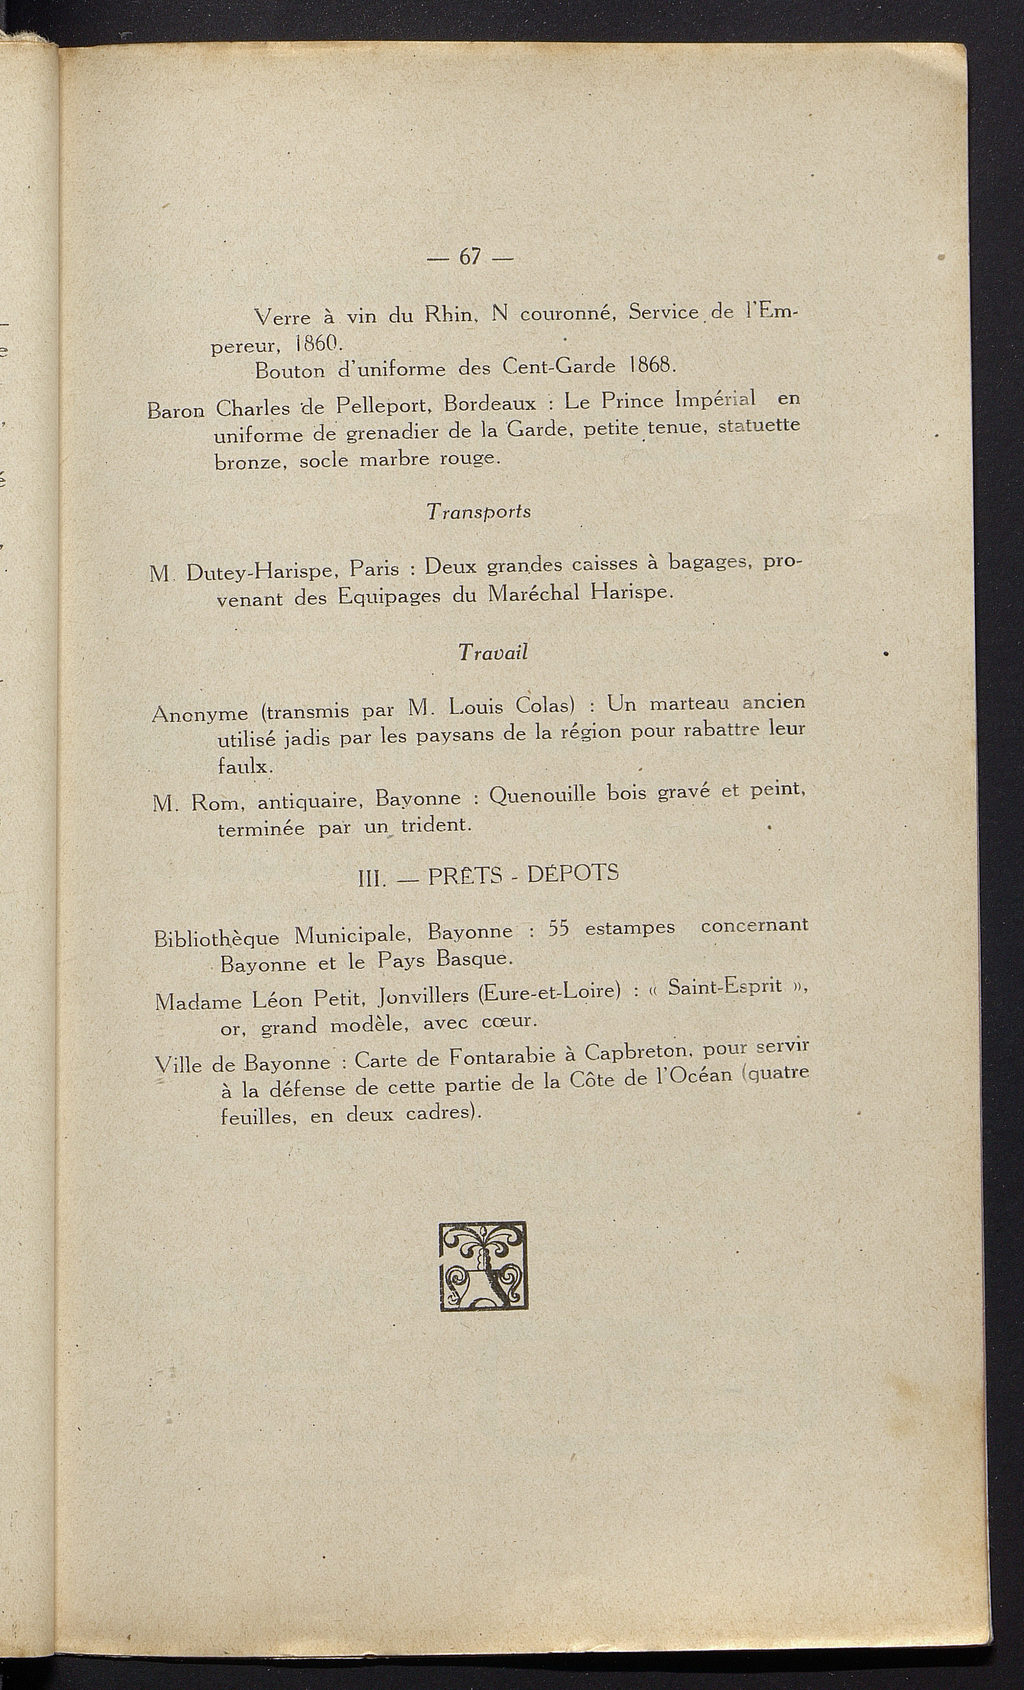 — 67 —
Verre à vin du Rhin, N couronné, Service de l'Em-
pereur, 1860.
Bouton d'uniforme des Cent-Garde 1868.
Baron Charles de Pelleport, Bordeaux : Le Prince Impérial en
uniforme de grenadier de la Garde, petite tenue, statuette
bronze, socle marbre rouge.
Transports
M. Dutey-Harispe, Paris : Deux grandes caisses à bagages, pro-
venant des Equipages du Maréchal Harispe.
Travail
Anonyme (transmis par M. Louis Colas) : Un marteau ancien
utilisé jadis par les paysans de la région pour rabattre leur
faulx.
M. Rom, antiquaire, Bayonne : Quenouille bois gravé et peint,
terminée par un trident.
III. — PRÊTS - DÉPOTS
Bibliothèque Municipale, Bayonne : 55 estampes concernant
Bayonne et le Pays Basque.
Madame Léon Petit, Jonvillers (Eure-et-Loire) : « Saint-Esprit »,
or, grand modèle, avec cœur.
Ville de Bayonne : Carte de Fontarabie à Capbreton, pour servir
à la défense de cette partie de la Côte de l'Océan (quatre
feuilles, en deux cadres).